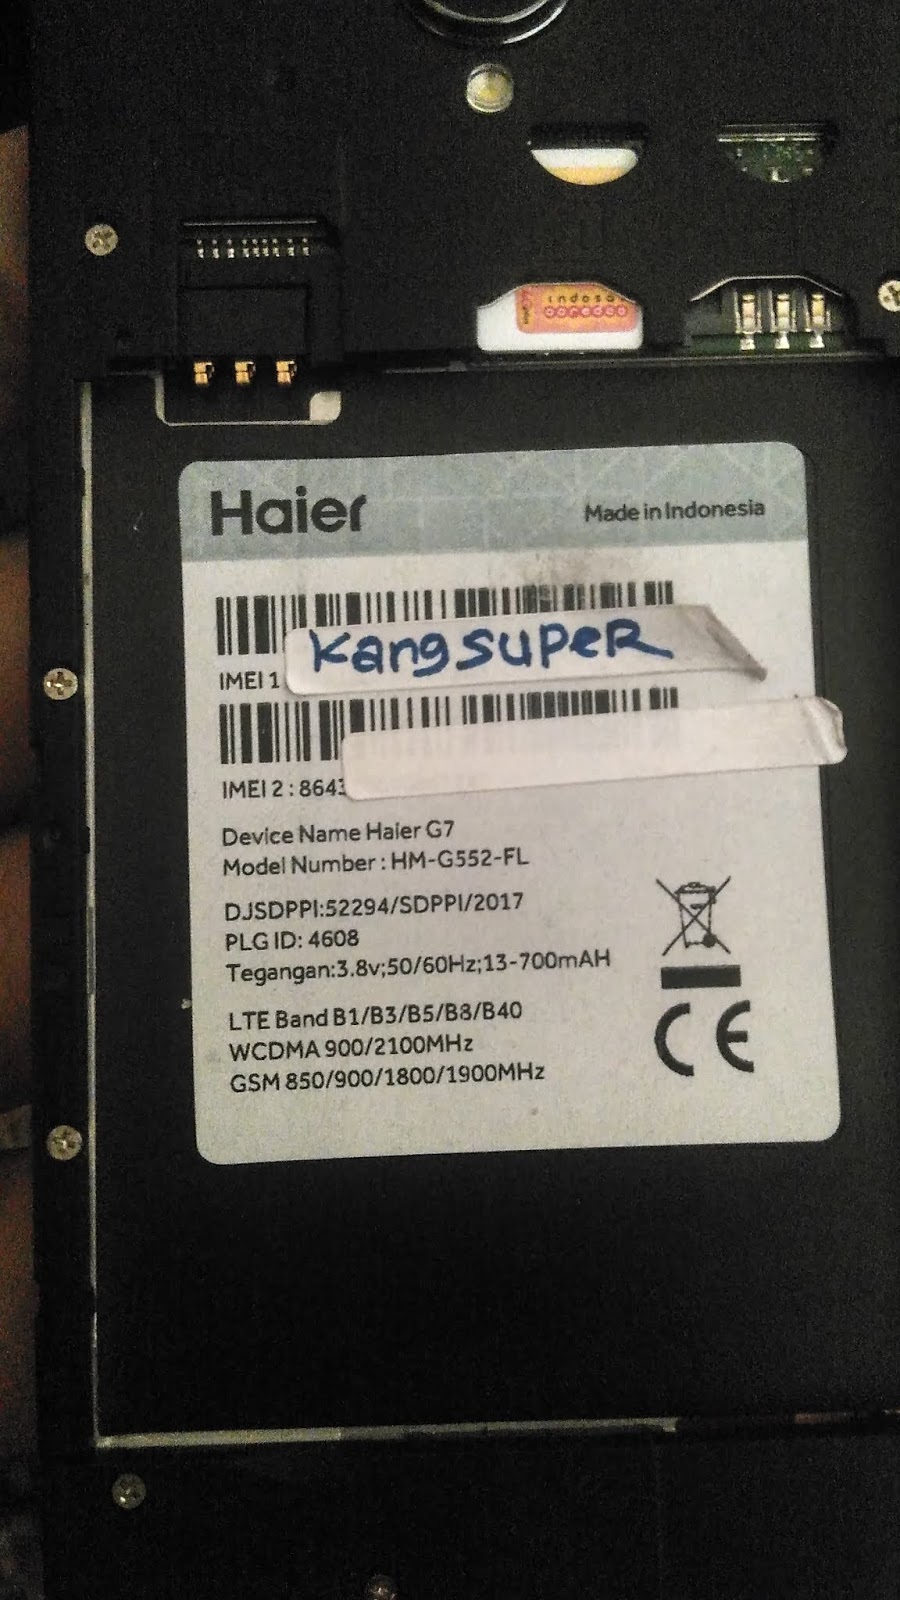 indosat
ooredoo
Haier
Made in Indonesia
KangsupeR
IMEI 1
IMEI 2 : 8643
Device Name Haier G7
Model Number : HM-G552-FL
DJSDPPI:52294/SDPPI/2017
PLG ID: 4608
Tegangan:3.8v;50/60Hz;13-700mAH
LTE Band B1/B3/B5/B8/B40
WCDMA 900/2100MHz
GSM 850/900/1800/1900MHz
CE